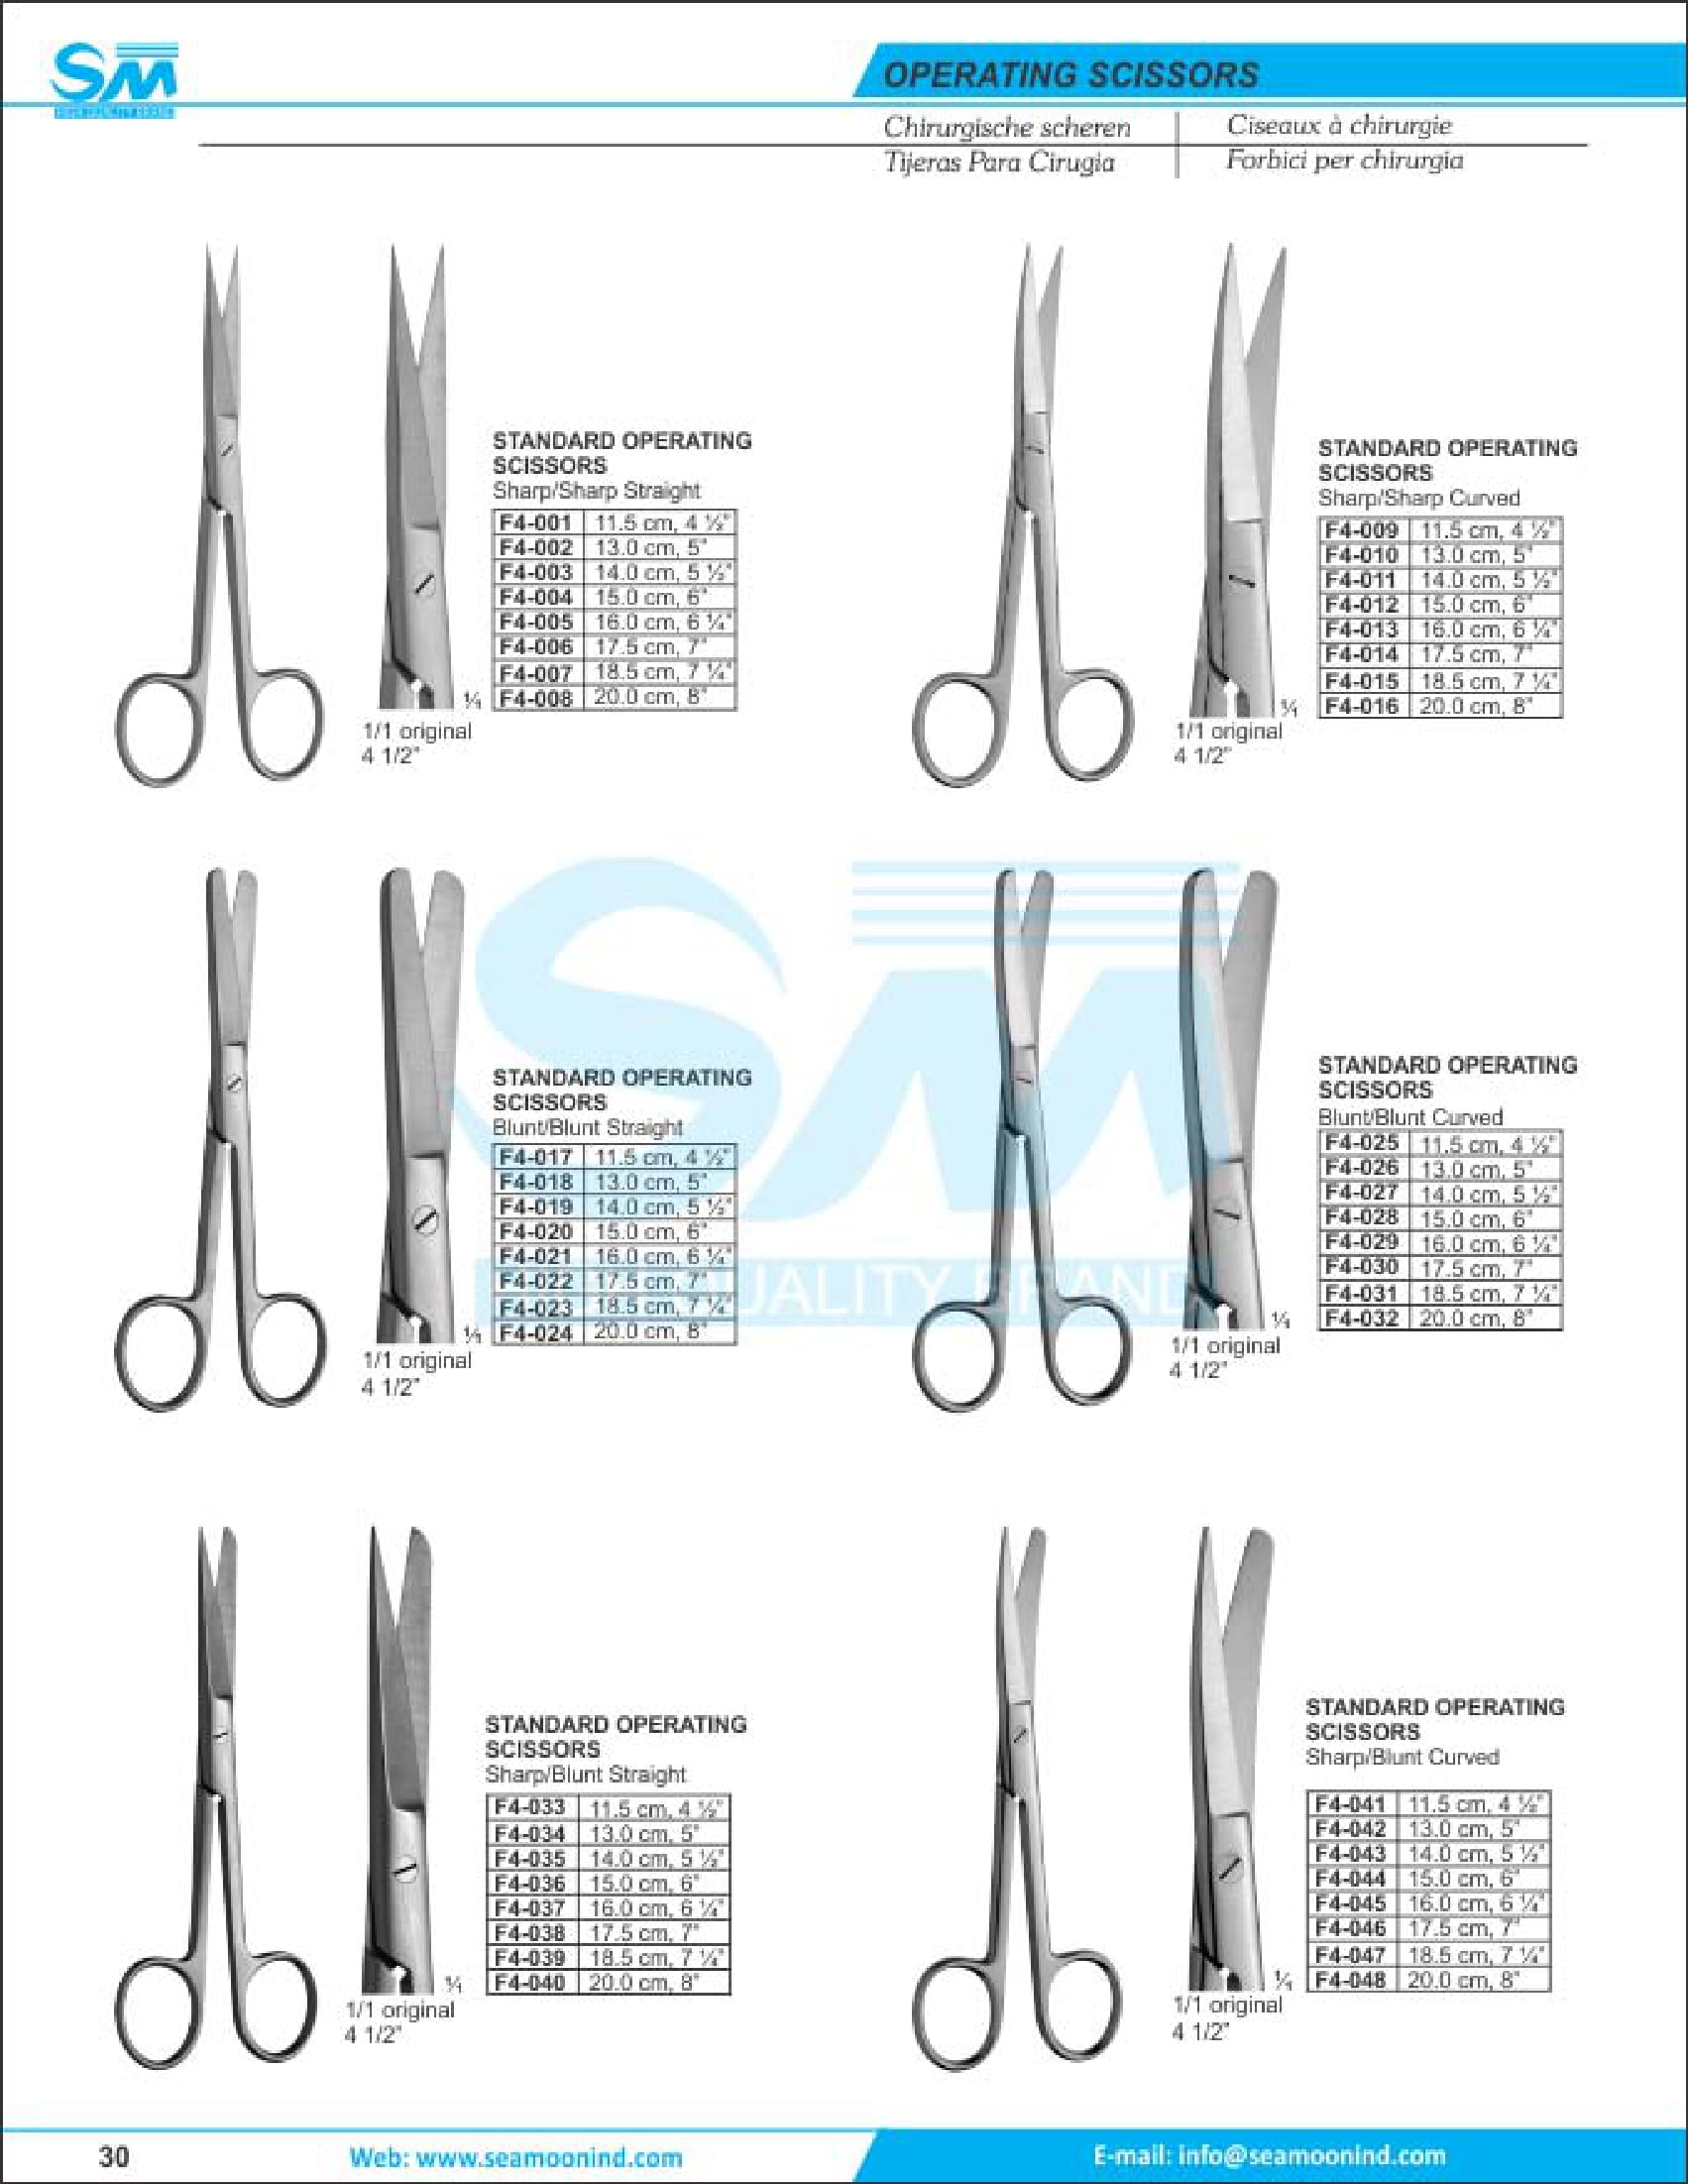 SM
OPERATING SCISSORS
Chirurgische scheren
Ciseaux à chirurgie
Tijeras Para Cirugia
Forbici per chirurgia
STANDARD OPERATING
SCISSORS
Sharp/Sharp Straight
F4-001 11.5 cm, 4 ½"
F4-002 13.0 cm, 5"
F4-003 14.0 cm, 5 ½"
F4-004 15.0 cm, 6"
F4-005 16.0 cm, 6 ¼"
F4-006 17.5 cm, 7"
F4-007 18.5 cm, 7 ¼"
F4-008 20.0 cm, 8"
1/1
1/1 original
4 1/2"
STANDARD OPERATING
SCISSORS
Sharp/Sharp Curved
F4-009 11.5 cm, 4 ½"
F4-010 13.0 cm, 5"
F4-011 14.0 cm, 5 ½"
F4-012 15.0 cm, 6"
F4-013 16.0 cm, 6 ¼"
F4-014 17.5 cm, 7"
F4-015 18.5 cm, 7 ¼"
F4-016 20.0 cm, 8"
1/1
1/1 original
4 1/2"
STANDARD OPERATING
SCISSORS
Blunt/Blunt Straight
F4-017 11.5 cm, 4 ½"
F4-018 13.0 cm, 5"
F4-019 14.0 cm, 5 ½"
F4-020 15.0 cm, 6"
F4-021 16.0 cm, 6 ¼"
F4-022 17.5 cm, 7"
F4-023 18.5 cm, 7 ¼"
F4-024 20.0 cm, 8"
1/1
1/1 original
4 1/2"
STANDARD OPERATING
SCISSORS
Blunt/Blunt Curved
F4-025 11.5 cm, 4 ½"
F4-026 13.0 cm, 5"
F4-027 14.0 cm, 5 ½"
F4-028 15.0 cm, 6"
F4-029 16.0 cm, 6 ¼"
F4-030 17.5 cm, 7"
F4-031 18.5 cm, 7 ¼"
F4-032 20.0 cm, 8"
1/1
1/1 original
4 1/2"
SM
STANDARD OPERATING
SCISSORS
Sharp/Blunt Straight
F4-033 11.5 cm, 4 ½"
F4-034 13.0 cm, 5"
F4-035 14.0 cm, 5 ½"
F4-036 15.0 cm, 6"
F4-037 16.0 cm, 6 ¼"
F4-038 17.5 cm, 7"
F4-039 18.5 cm, 7 ¼"
F4-040 20.0 cm, 8"
1/1
1/1 original
4 1/2"
STANDARD OPERATING
SCISSORS
Sharp/Blunt Curved
F4-041 11.5 cm, 4 ½"
F4-042 13.0 cm, 5"
F4-043 14.0 cm, 5 ½"
F4-044 15.0 cm, 6"
F4-045 16.0 cm, 6 ¼"
F4-046 17.5 cm, 7"
F4-047 18.5 cm, 7 ¼"
F4-048 20.0 cm, 8"
1/1
1/1 original
4 1/2"
30
Web: www.seamoonind.com
E-mail: info@seamoonind.com